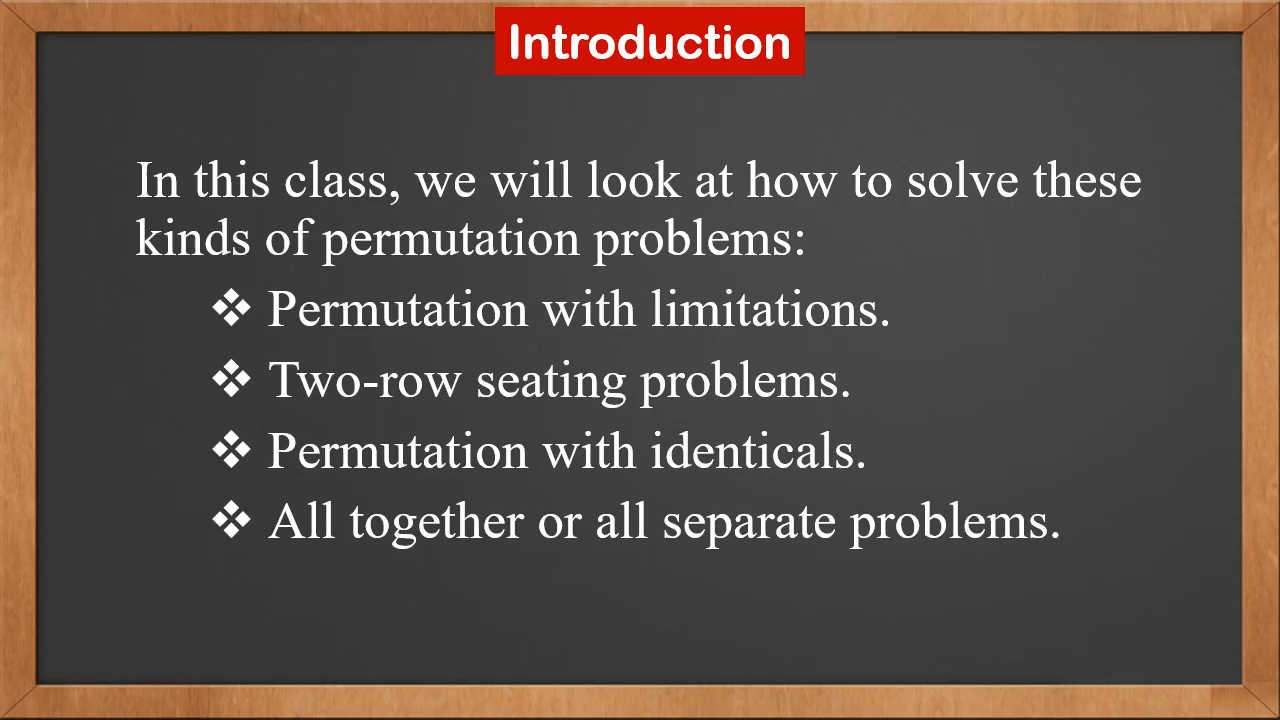 Introduction
In this class, we will look at how to solve these
kinds of permutation problems:
❖ Permutation with limitations.
❖ Two-row seating problems.
❖ Permutation with identicals.
❖ All together or all separate problems.